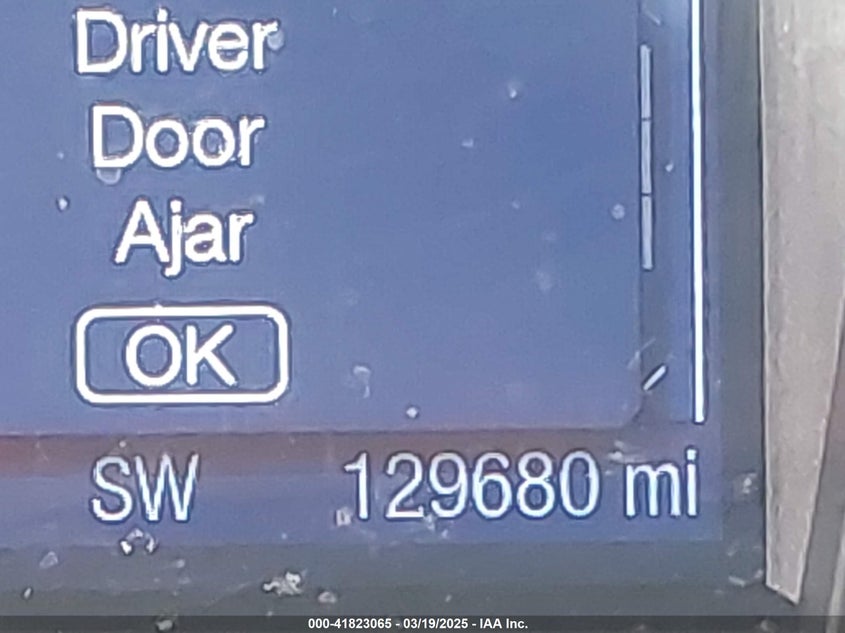 Driver
Door
Ajar
OK
SW 129680 mi
000-41823065 - 03/19/2025 - IAA Inc.